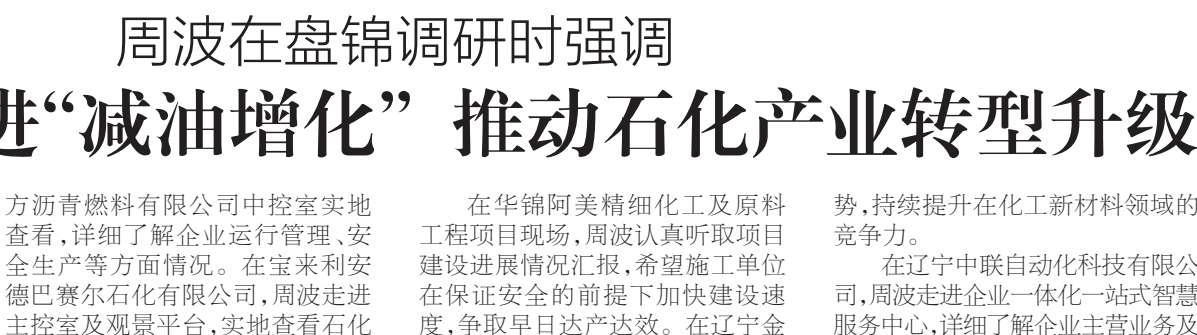 周波在盘锦调研时强调
进“减油增化” 推动石化产业转型升级
方沥青燃料有限公司中控室实地
查看,详细了解企业运行管理、安
全生产等方面情况。在宝来利安
德巴赛尔石化有限公司,周波走进
主控室及观景平台,实地查看石化
在华锦阿美精细化工及原料
工程项目现场,周波认真听取项目
建设进展情况汇报,希望施工单位
在保证安全的前提下加快建设速
度,争取早日达产达效。在辽宁金
势,持续提升在化工新材料领域的
竞争力。
在辽宁中联自动化科技有限公
司,周波走进企业一体化一站式智慧
服务中心,详细了解企业主营业务及